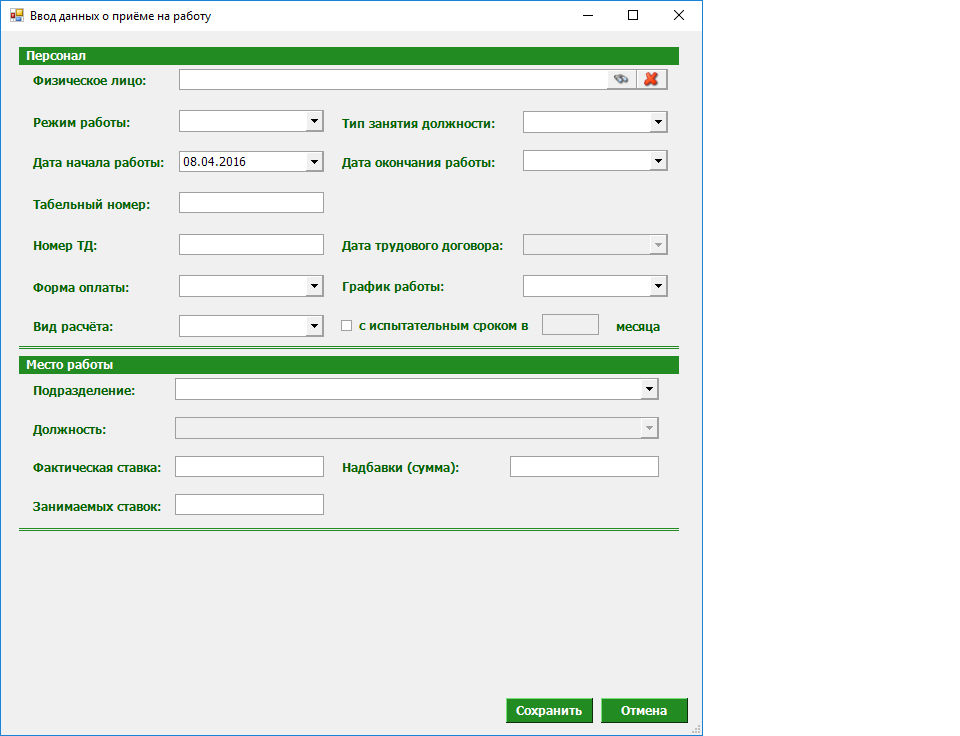 Ввод данных о приёме на работу
Персонал
Физическое лицо:
Режим работы: Тип занятия должности:
Дата начала работы: 08.04.2016 Дата окончания работы:
Табельный номер:
Номер ТД: Дата трудового договора:
Форма оплаты: График работы:
Вид расчёта: с испытательным сроком в месяца
Место работы
Подразделение:
Должность:
Фактическая ставка: Надбавки (сумма):
Занимаемых ставок:
Сохранить Отмена